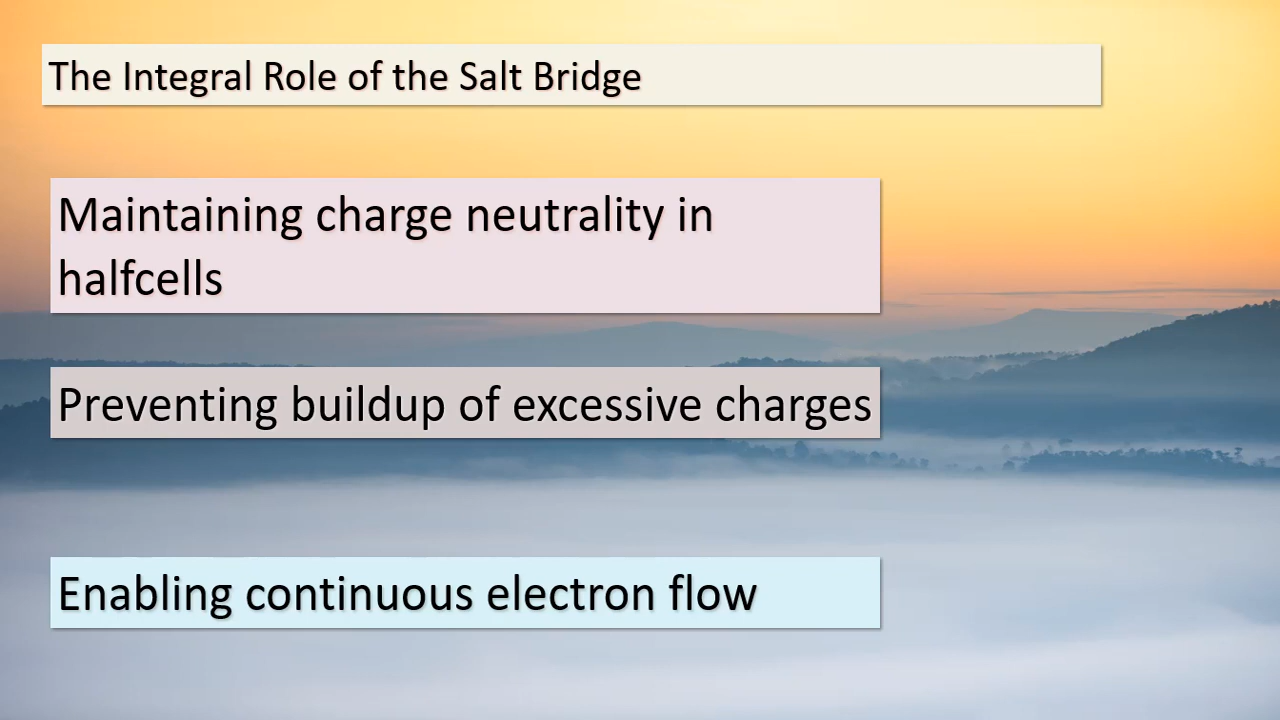 The Integral Role of the Salt Bridge
Maintaining charge neutrality in
halfcells
Preventing buildup of excessive charges
Enabling continuous electron flow